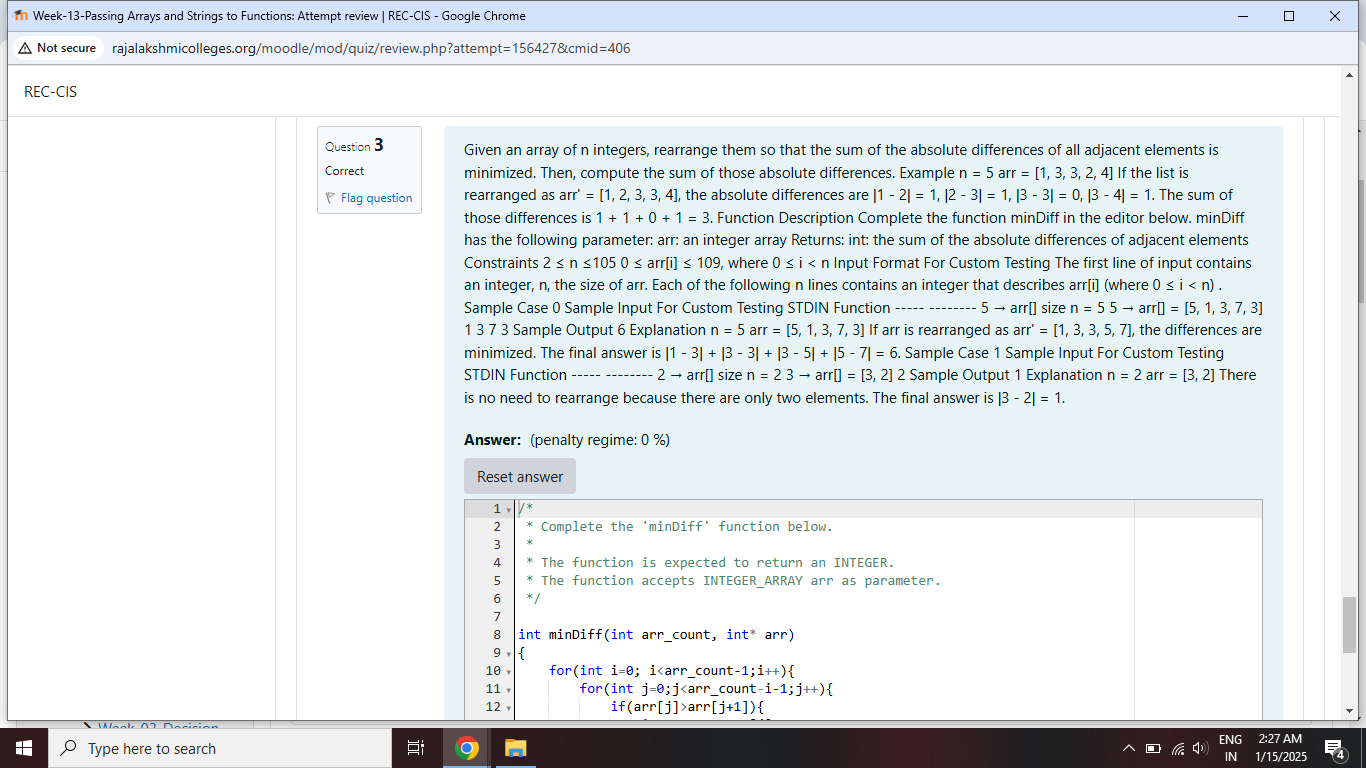 Week-13-Passing Arrays and Strings to Functions: Attempt review | REC-CIS - Google Chrome
Not secure rajalakshmicolleges.org/moodle/mod/quiz/review.php?attempt=156427&cmid=406
REC-CIS
Question 3
Correct
Flag question
Given an array of n integers, rearrange them so that the sum of the absolute differences of all adjacent elements is
minimized. Then, compute the sum of those absolute differences. Example n = 5 arr = [1, 3, 3, 2, 4] If the list is
rearranged as arr' = [1, 2, 3, 3, 4], the absolute differences are |1 - 2| = 1, |2 - 3| = 1, |3 - 3| = 0, |3 - 4| = 1. The sum of
those differences is 1 + 1 + 0 + 1 = 3. Function Description Complete the function minDiff in the editor below. minDiff
has the following parameter: arr: an integer array Returns: int: the sum of the absolute differences of adjacent elements
Constraints 2 ≤ n ≤105 0 ≤ arr[i] ≤ 109, where 0 ≤ i < n Input Format For Custom Testing The first line of input contains
an integer, n, the size of arr. Each of the following n lines contains an integer that describes arr[i] (where 0 ≤ i < n) .
Sample Case 0 Sample Input For Custom Testing STDIN Function ----- -------- 5 → arr[] size n = 5 5 → arr[] = [5, 1, 3, 7, 3]
1 3 7 3 Sample Output 6 Explanation n = 5 arr = [5, 1, 3, 7, 3] If arr is rearranged as arr' = [1, 3, 3, 5, 7], the differences are
minimized. The final answer is |1 - 3| + |3 - 3| + |3 - 5| + |5 - 7| = 6. Sample Case 1 Sample Input For Custom Testing
STDIN Function ----- -------- 2 → arr[] size n = 2 3 → arr[] = [3, 2] 2 Sample Output 1 Explanation n = 2 arr = [3, 2] There
is no need to rearrange because there are only two elements. The final answer is |3 - 2| = 1.
Answer: (penalty regime: 0 %)
Reset answer
1 /*
2 * Complete the 'minDiff' function below.
3 *
4 * The function is expected to return an INTEGER.
5 * The function accepts INTEGER_ARRAY arr as parameter.
6 */
7
8 int minDiff(int arr_count, int* arr)
9 {
10 for(int i=0; i<arr_count-1;i++){
11 for(int j=0;j<arr_count-i-1;j++){
12 if(arr[j]>arr[j+1]){
Week-02-Decision
Type here to search
ENG
IN
2:27 AM
1/15/2025
4